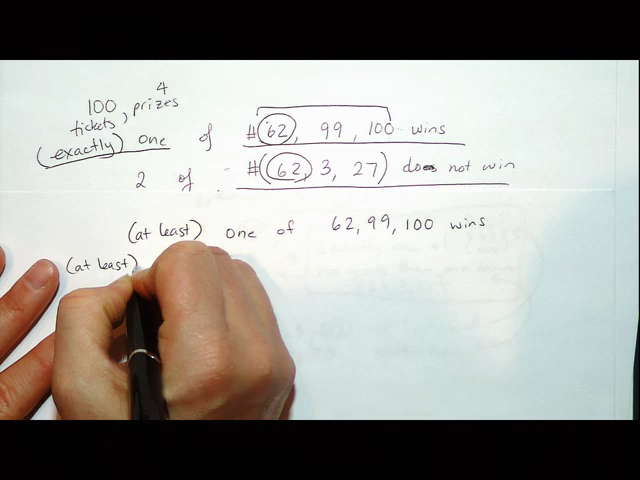 100 tickets, 4 prizes
(exactly) one of #62, 99, 100 wins
2 of #(62, 3, 27) does not win
(at least) one of 62, 99, 100 wins
(at least)